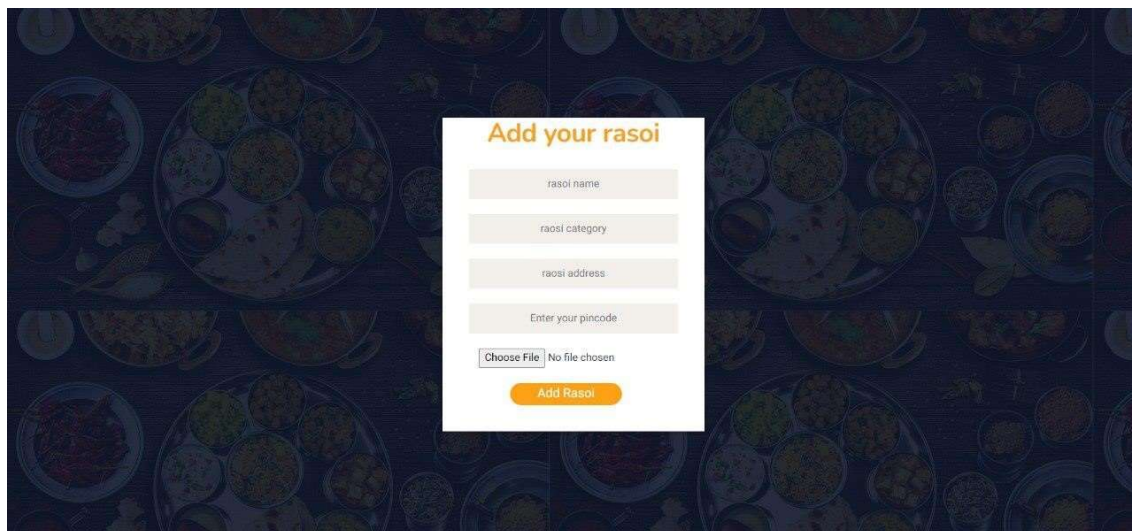 Add your rasoi
rasoi name
raosi category
raosi address
Enter your pincode
Choose File No file chosen
Add Rasoi